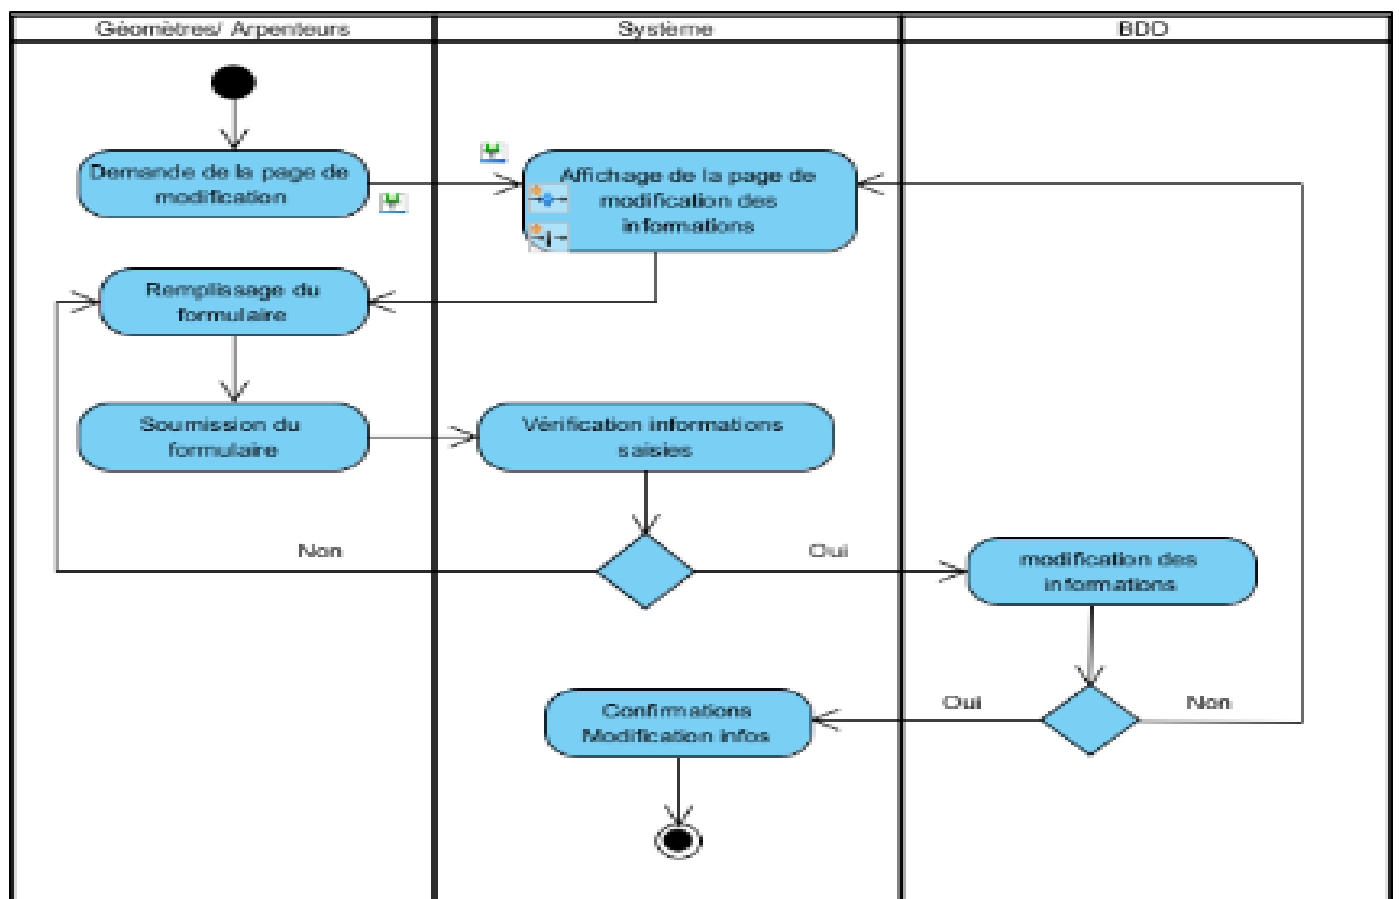 Géomètres/ Arpenteurs
Système
BDD
Demande de la page de
modification
Affichage de la page de
modification des
informations
Remplissage du
formulaire
Soumission du
formulaire
Vérification informations
saisies
Non
Oui
modification des
informations
Confirmations
Modification infos
Oui
Non